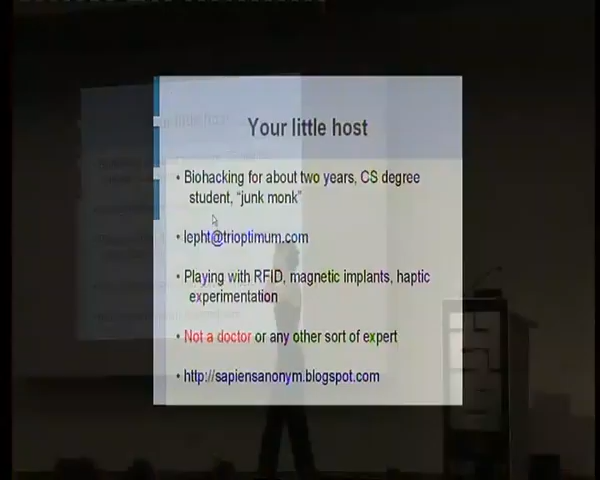 Your little host
• Biohacking for about two years, CS degree
student, “junk monk”
• lepht@trioptimum.com
• Playing with RFID, magnetic implants, haptic
experimentation
• Not a doctor or any other sort of expert
• http://sapiensanonym.blogspot.com